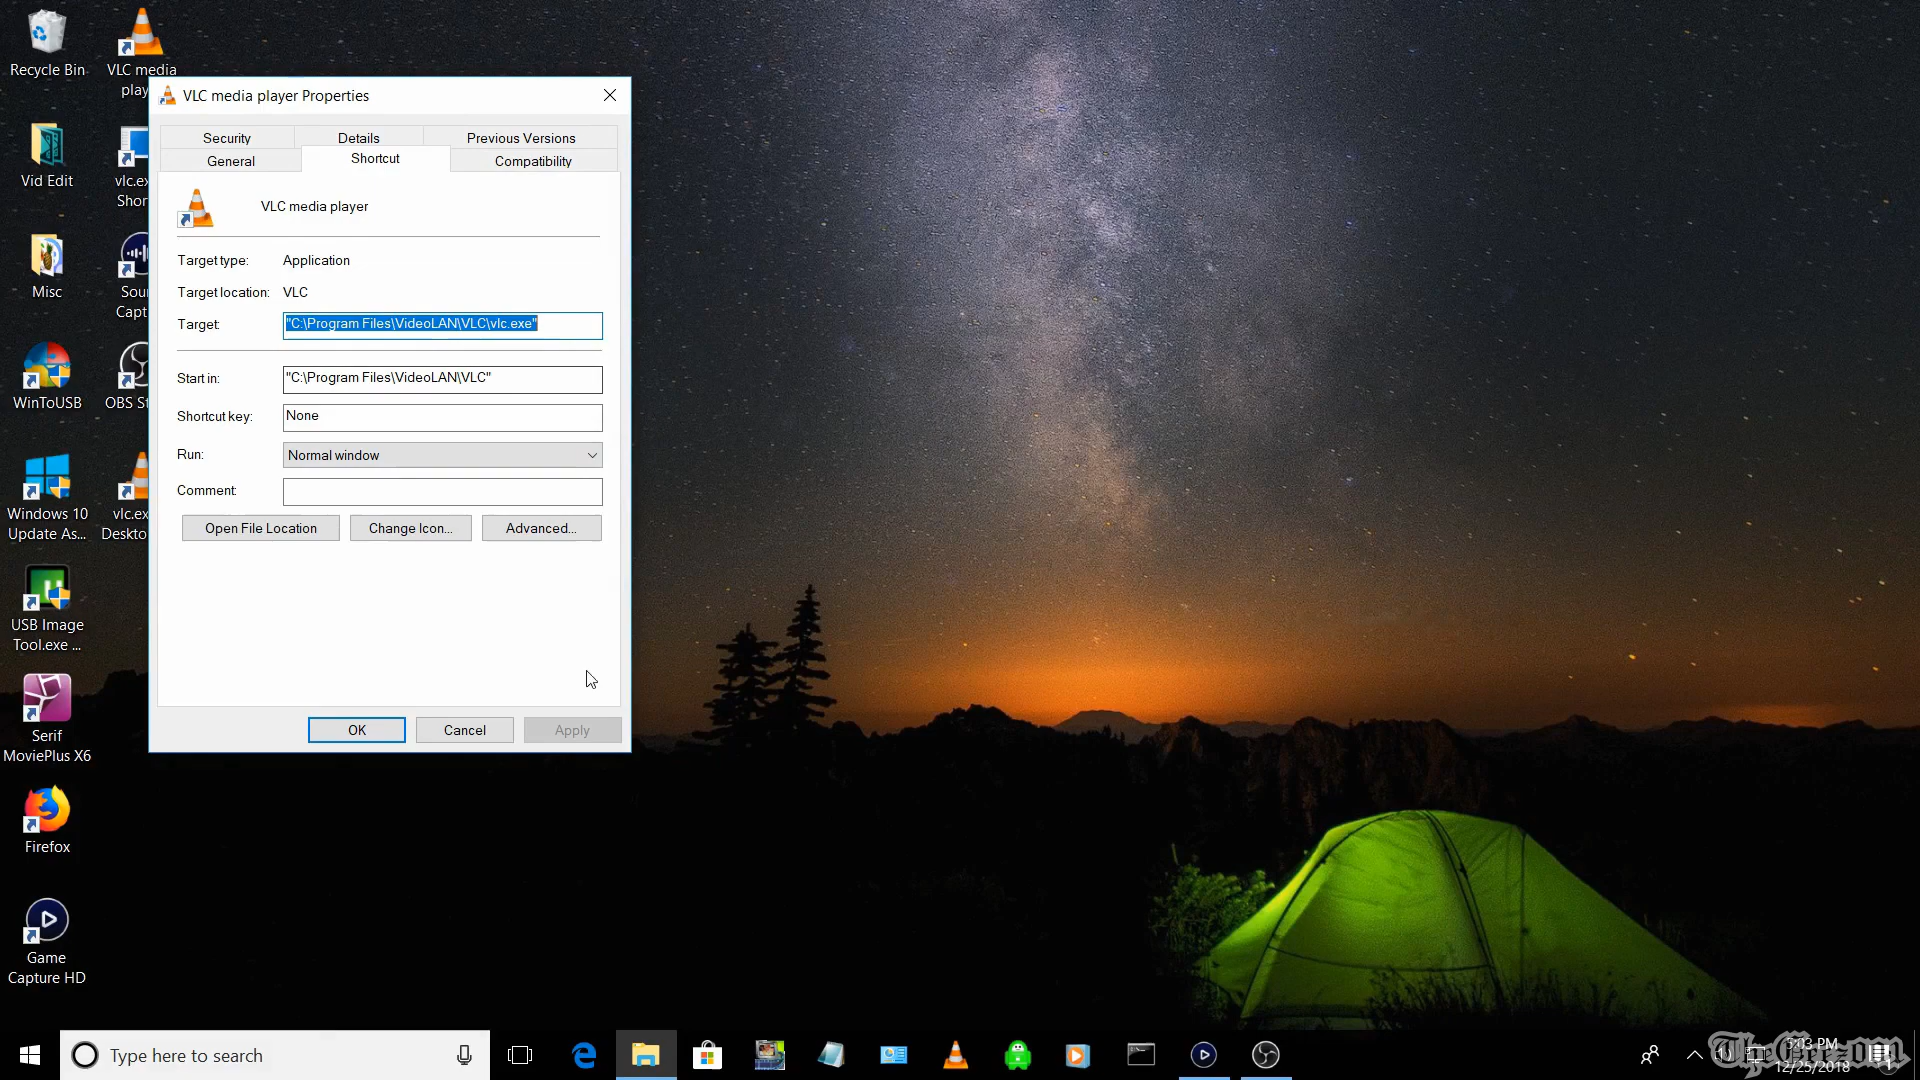 Recycle Bin
VLC media
play
Vid Edit
vlc.ex
Shor
Misc
Sou
Capt
WinToUSB
OBS St
Windows 10
Update As...
vlc.ex
Deskto
USB Image
Tool.exe ...
Serif
MoviePlus X6
Firefox
Game
Capture HD
VLC media player Properties
Security
Details
Previous Versions
General
Shortcut
Compatibility
VLC media player
Target type:
Application
Target location:
VLC
Target:
"C:\Program Files\VideoLAN\VLC\vlc.exe"
Start in:
"C:\Program Files\VideoLAN\VLC"
Shortcut key:
None
Run:
Normal window
Comment:
Open File Location
Change Icon...
Advanced...
OK
Cancel
Apply
Type here to search
5:03 PM
12/25/2018